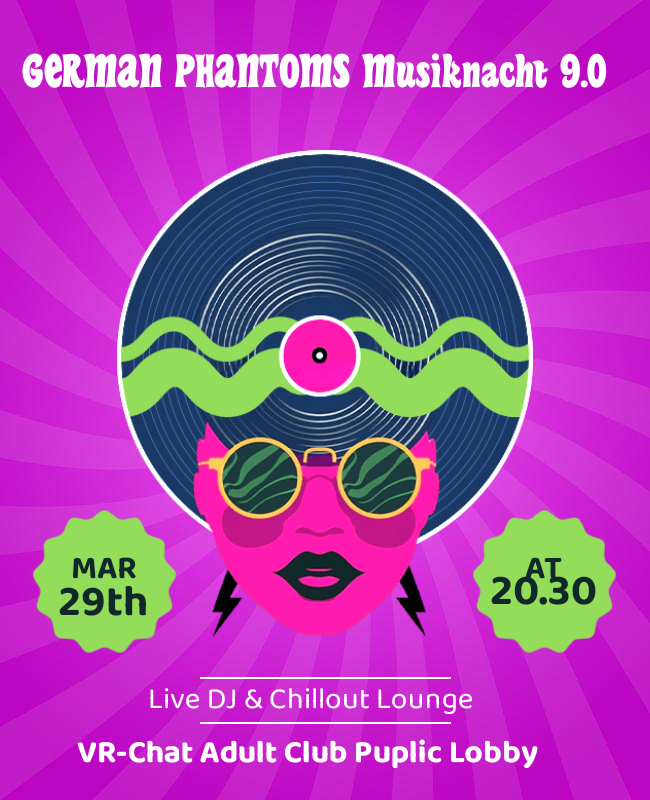 GERMAN PHANTOMS Musiknacht 9.0
MAR
29th
AT
20.30
Live DJ & Chillout Lounge
VR-Chat Adult Club Puplic Lobby